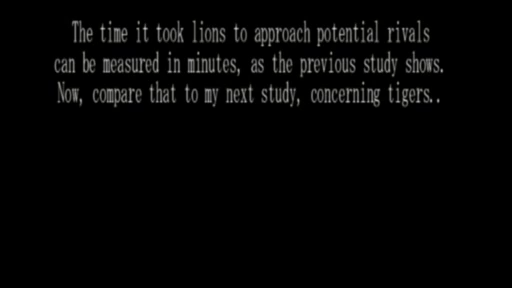 The time it took lions to approach potential rivals
can be measured in minutes, as the previous study shows.
Now, compare that to my next study, concerning tigers..